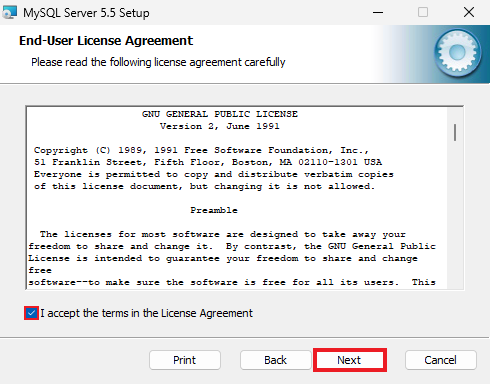 MySQL Server 5.5 Setup
End-User License Agreement
Please read the following license agreement carefully
GNU GENERAL PUBLIC LICENSE
Version 2, June 1991
Copyright (C) 1989, 1991 Free Software Foundation, Inc.,
51 Franklin Street, Fifth Floor, Boston, MA 02110-1301 USA
Everyone is permitted to copy and distribute verbatim copies
of this license document, but changing it is not allowed.
Preamble
The licenses for most software are designed to take away your
freedom to share and change it.  By contrast, the GNU General Public
License is intended to guarantee your freedom to share and change
free
software--to make sure the software is free for all its users.  This
I accept the terms in the License Agreement
Print Back Next Cancel